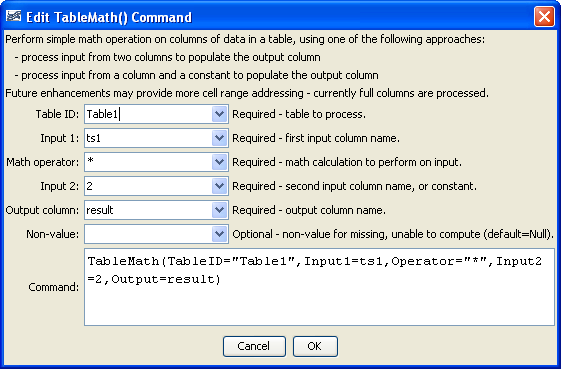 Edit TableMath() Command
Perform simple math operation on columns of data in a table, using one of the following approaches:
- process input from two columns to populate the output column
- process input from a column and a constant to populate the output column
Future enhancements may provide more cell range addressing - currently full columns are processed.
Table ID: Table1 Required - table to process.
Input 1: ts1 Required - first input column name.
Math operator: * Required - math calculation to perform on input.
Input 2: 2 Required - second input column name, or constant.
Output column: result Required - output column name.
Non-value: Optional - non-value for missing, unable to compute (default=Null).
TableMath(TableID="Table1",Input1=ts1,Operator="*",Input2
Command: =2,Output=result)
Cancel OK